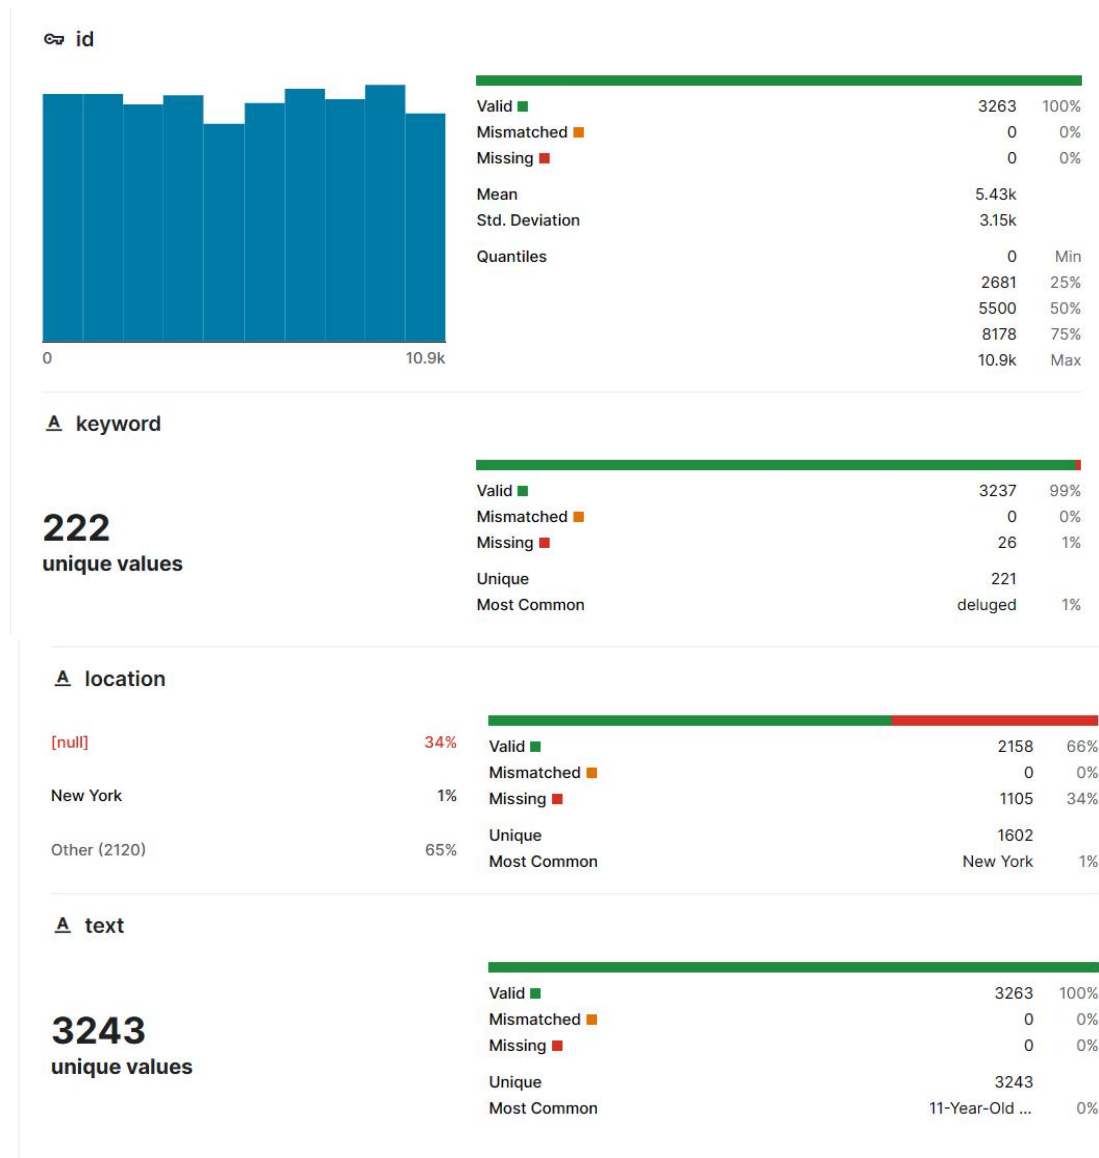 id
Valid 3263 100%
Mismatched 0 0%
Missing 0 0%
Mean 5.43k
Std. Deviation 3.15k
Quantiles 0 Min
2681 25%
5500 50%
8178 75%
0 10.9k 10.9k Max
A keyword
222
unique values
Valid 3237 99%
Mismatched 0 0%
Missing 26 1%
Unique 221
Most Common deluged 1%
A location
[null] 34%
New York 1%
Other (2120) 65%
Valid 2158 66%
Mismatched 0 0%
Missing 1105 34%
Unique 1602
Most Common New York 1%
A text
3243
unique values
Valid 3263 100%
Mismatched 0 0%
Missing 0 0%
Unique 3243
Most Common 11-Year-Old ... 0%